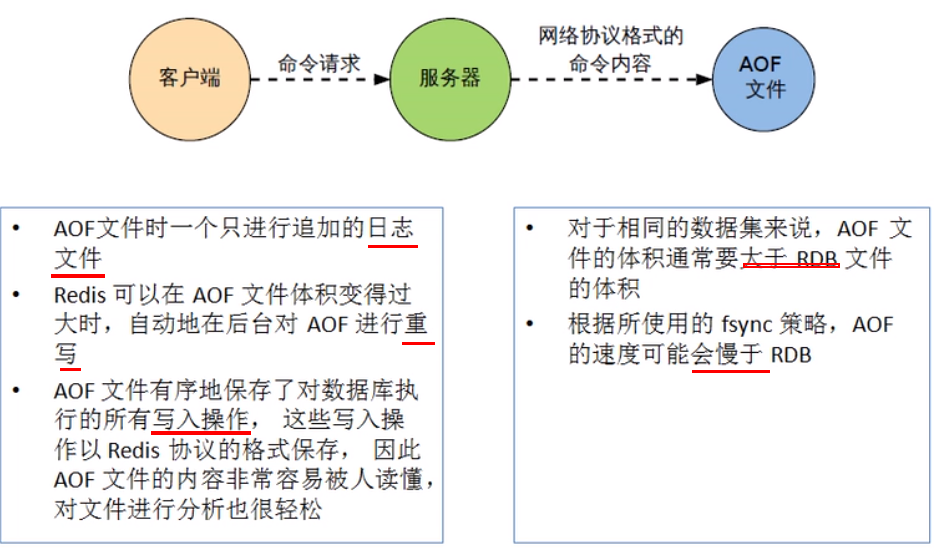 客户端
命令请求
服务器
网络协议格式的
命令内容
AOF
文件
• AOF文件时一个只进行追加的日志
文件
• Redis 可以在 AOF 文件体积变得过
大时，自动地在后台对 AOF 进行重
写
• AOF 文件有序地保存了对数据库执
行的所有写入操作， 这些写入操
作以 Redis 协议的格式保存， 因此
AOF 文件的内容非常容易被人读懂，
对文件进行分析也很轻松
• 对于相同的数据集来说，AOF 文
件的体积通常要大于 RDB 文件
的体积
• 根据所使用的 fsync 策略，AOF
的速度可能会慢于 RDB